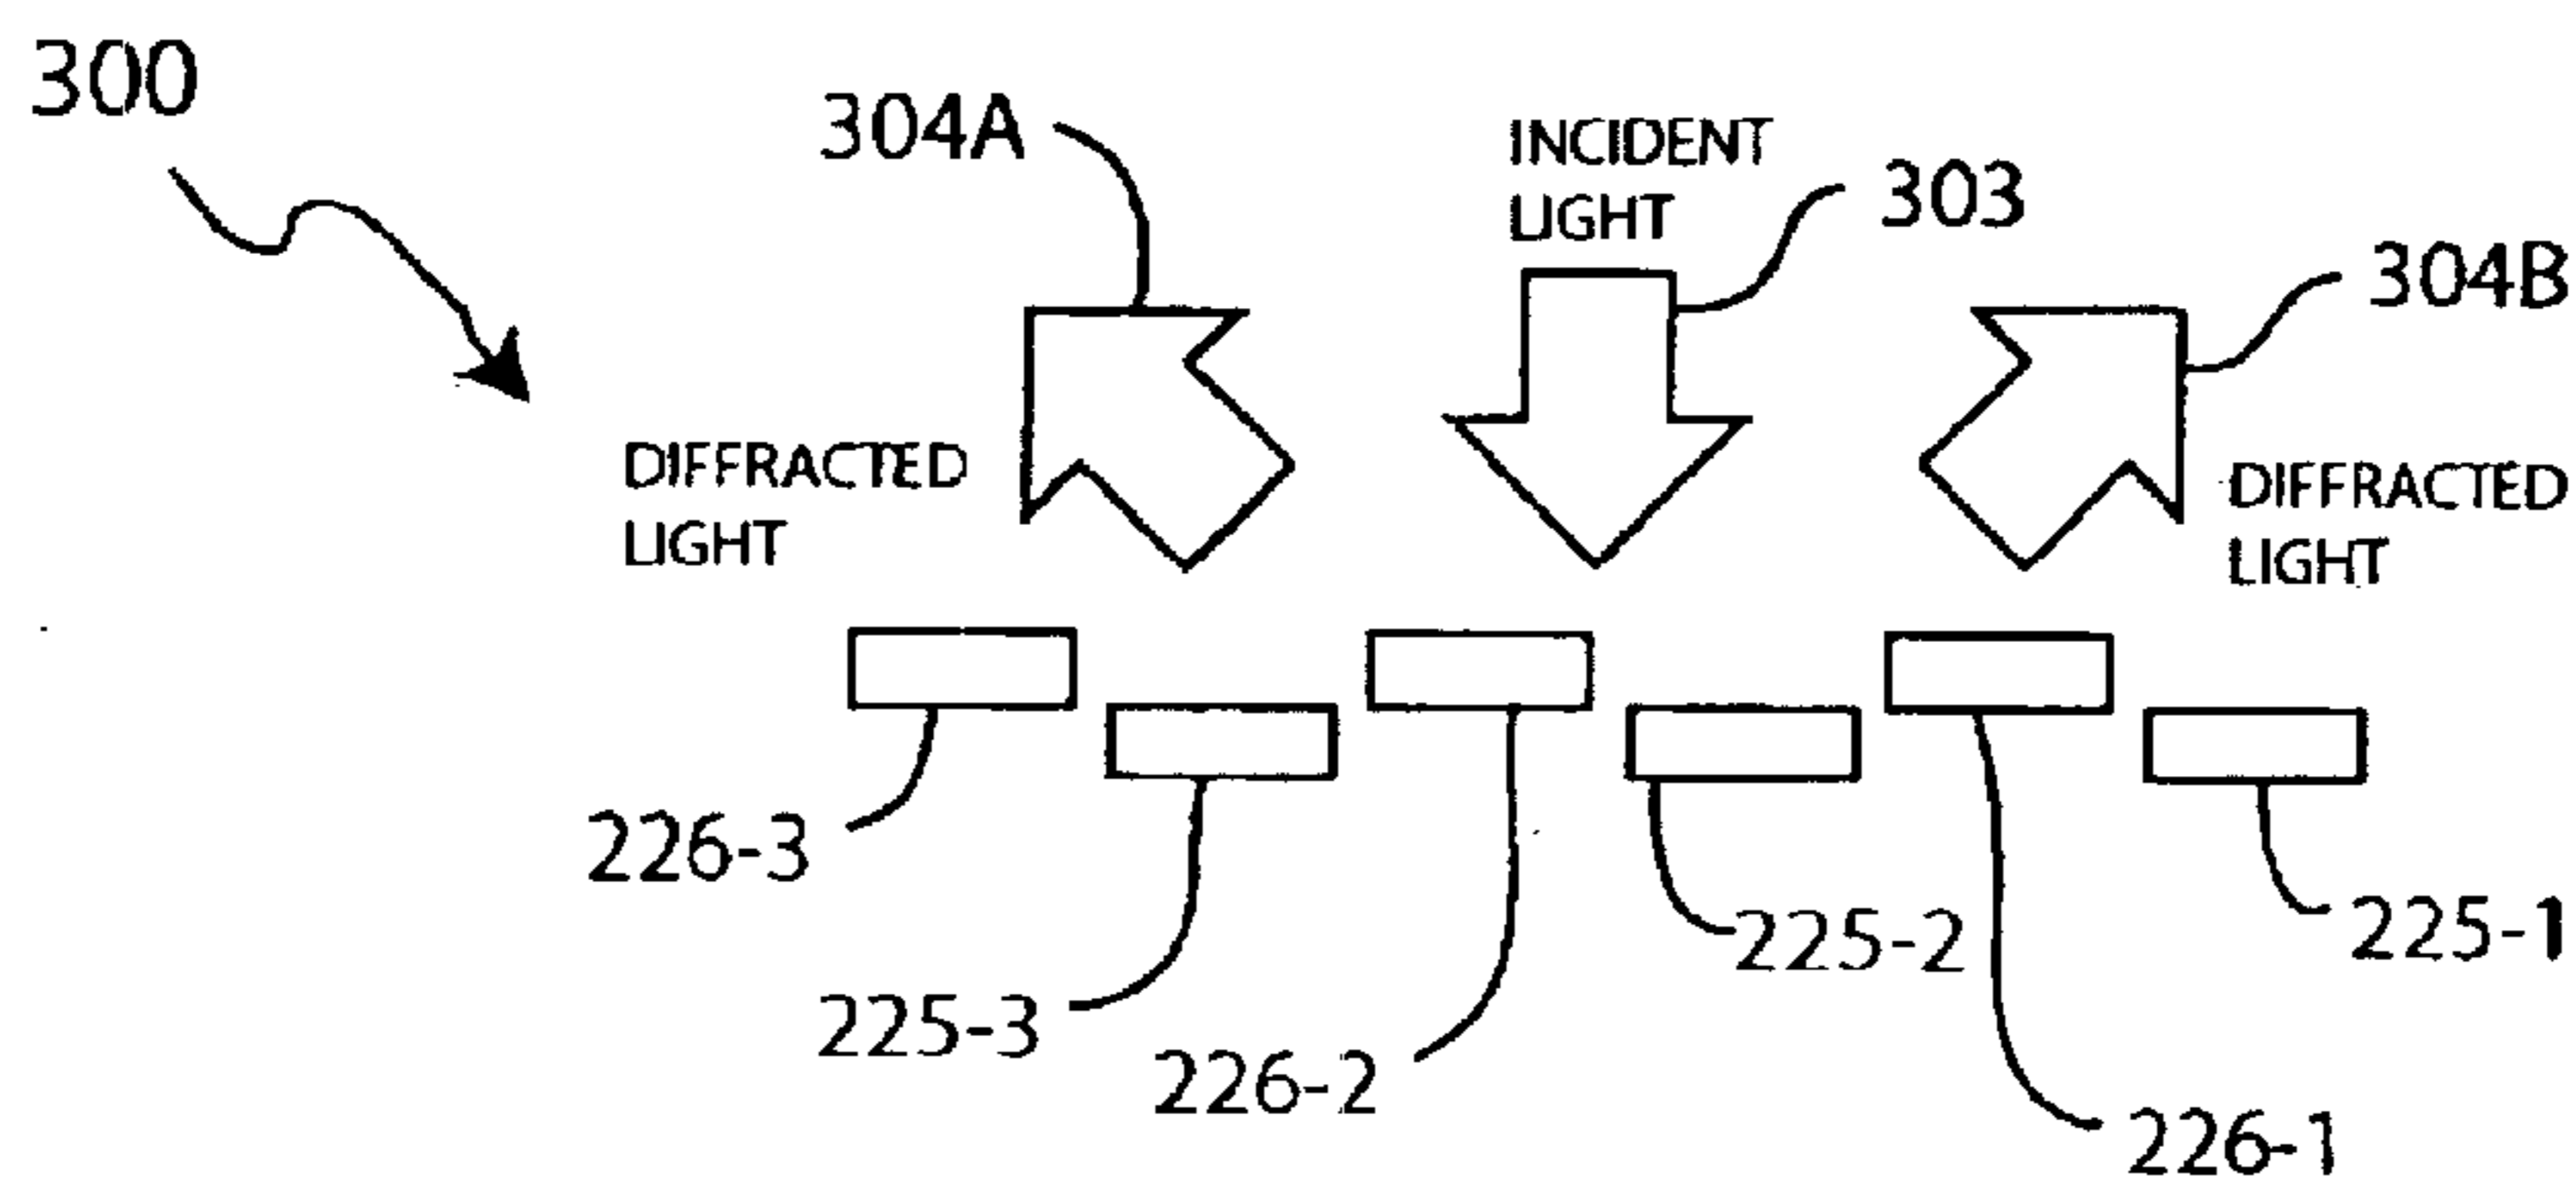 300
304A
INCIDENT
LIGHT
303
304B
DIFFRACTED
LIGHT
DIFFRACTED
LIGHT
226-3
225-3
226-2
225-2
226-1
225-1